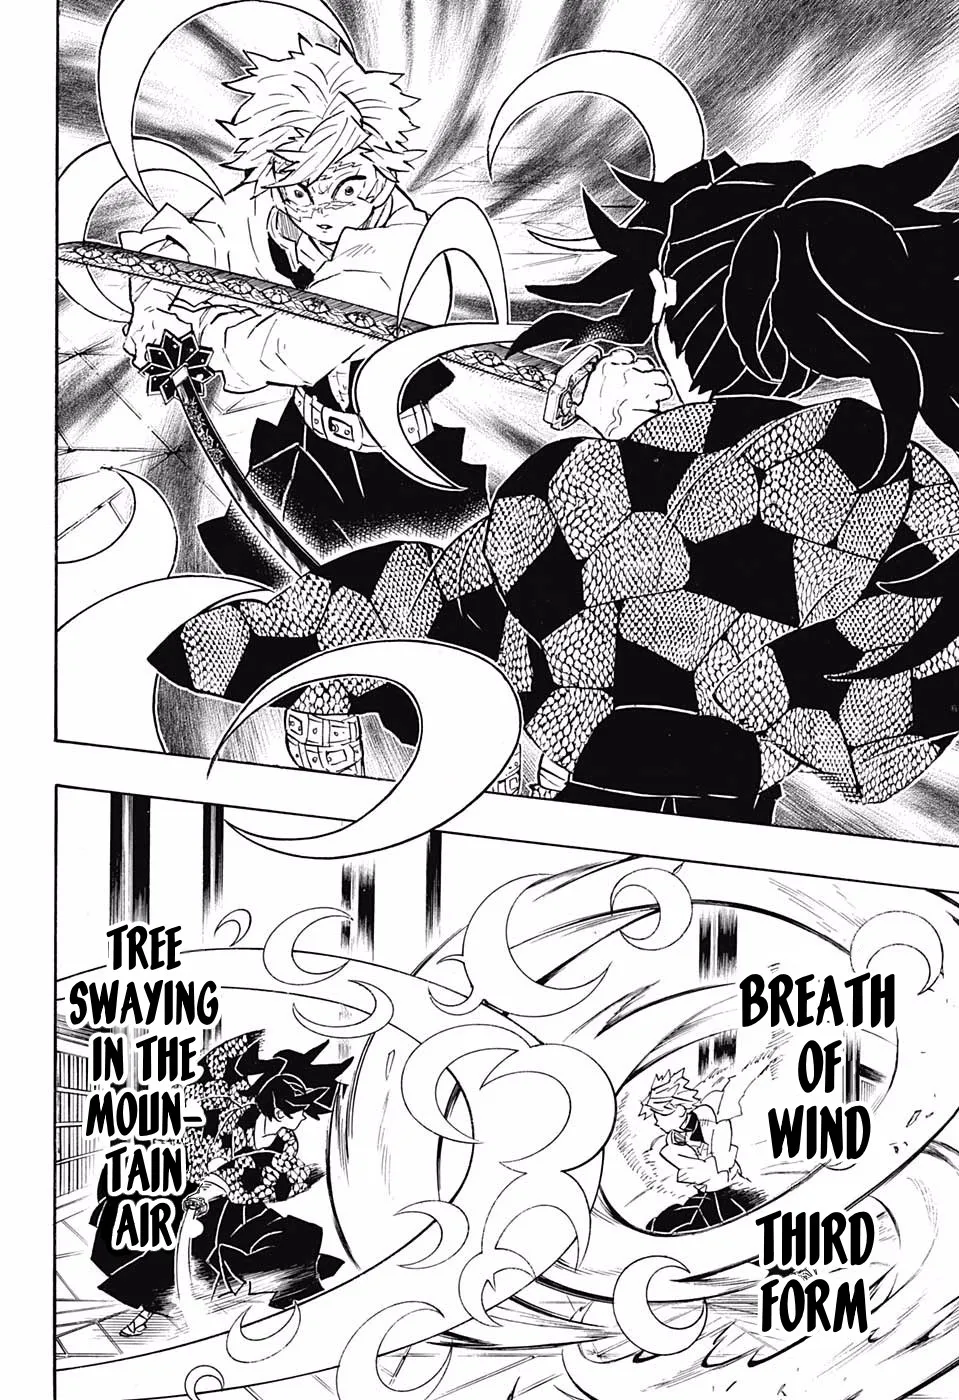 BREATH
OF
WIND
THIRD
FORM
TREE
SWAYING
IN THE
MOUN-
TAIN
AIR